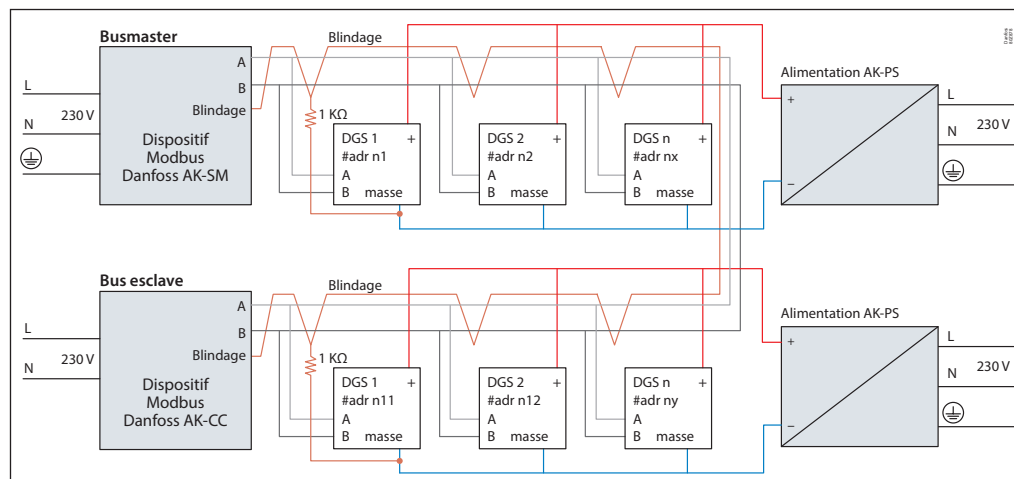 Busmaster
Blindage
A
B
Blindage
L
N
230 V
Dispositif
Modbus
Danfoss AK-SM
1 KΩ
DGS 1
+
#adr n1
A
B
masse
DGS 2
+
#adr n2
A
B
masse
DGS n
+
#adr nx
A
B
masse
Alimentation AK-PS
+
−
L
N
230 V
Bus esclave
Blindage
A
B
Blindage
L
N
230 V
Dispositif
Modbus
Danfoss AK-CC
1 KΩ
DGS 1
+
#adr n11
A
B
masse
DGS 2
+
#adr n12
A
B
masse
DGS n
+
#adr ny
A
B
masse
Alimentation AK-PS
+
−
L
N
230 V